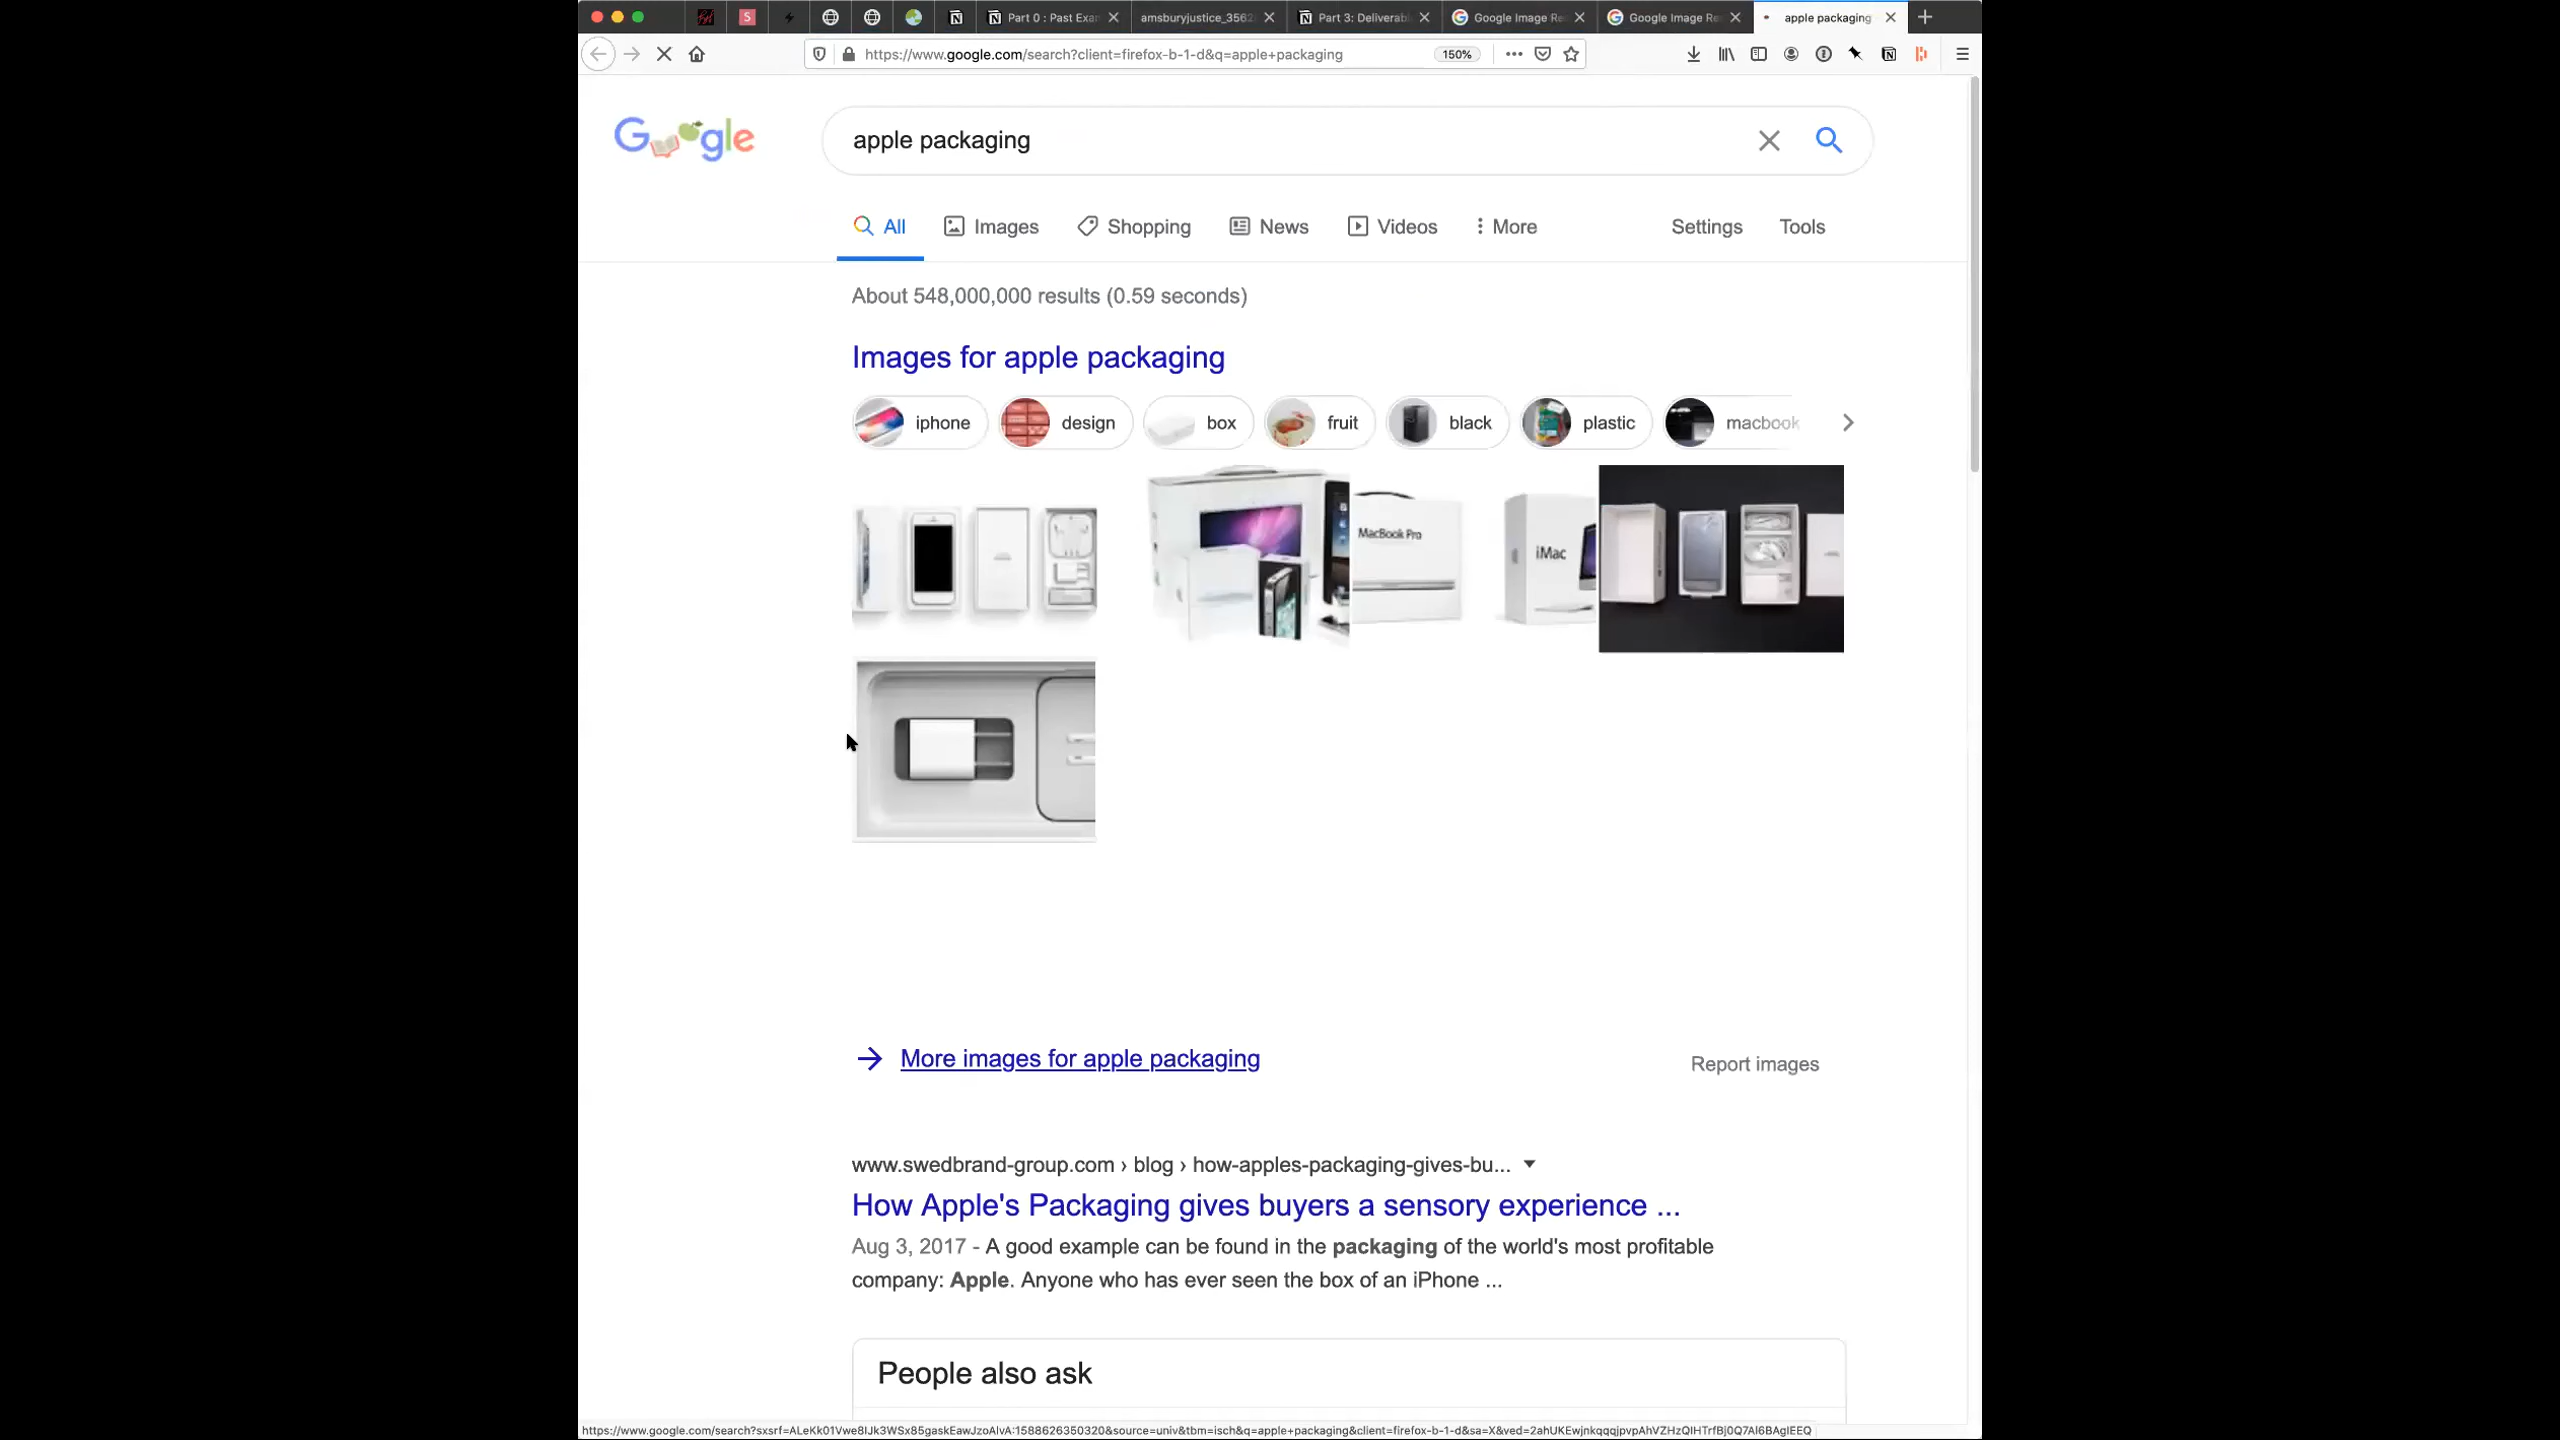 Part 0 : Past Exa
amsburyjustice_3562
Part 3: Deliverabl
Google Image Re
Google Image Re
apple packaging
https://www.google.com/search?client=firefox-b-1-d&q=apple+packaging
150%
Google
apple packaging
All
Images
Shopping
News
Videos
More
Settings
Tools
About 548,000,000 results (0.59 seconds)
Images for apple packaging
iphone
design
box
fruit
black
plastic
macbook
MacBook Pro
iMac
More images for apple packaging
Report images
www.swedbrand-group.com › blog › how-apples-packaging-gives-bu...
How Apple's Packaging gives buyers a sensory experience ...
Aug 3, 2017 - A good example can be found in the packaging of the world's most profitable
company: Apple. Anyone who has ever seen the box of an iPhone ...
People also ask